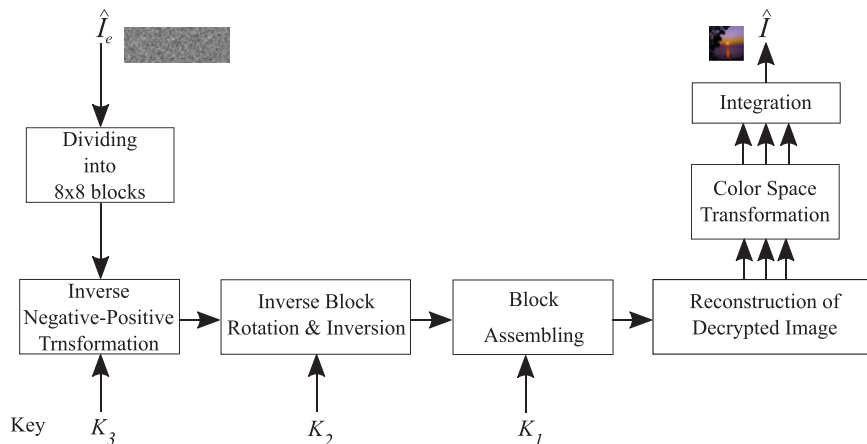 Î_e
Î
Dividing
into
8x8 blocks
Integration
Color Space
Transformation
Inverse
Negative-Positive
Trnsformation
Inverse Block
Rotation & Inversion
Block
Assembling
Reconstruction of
Decrypted Image
Key
K_3
K_2
K_1